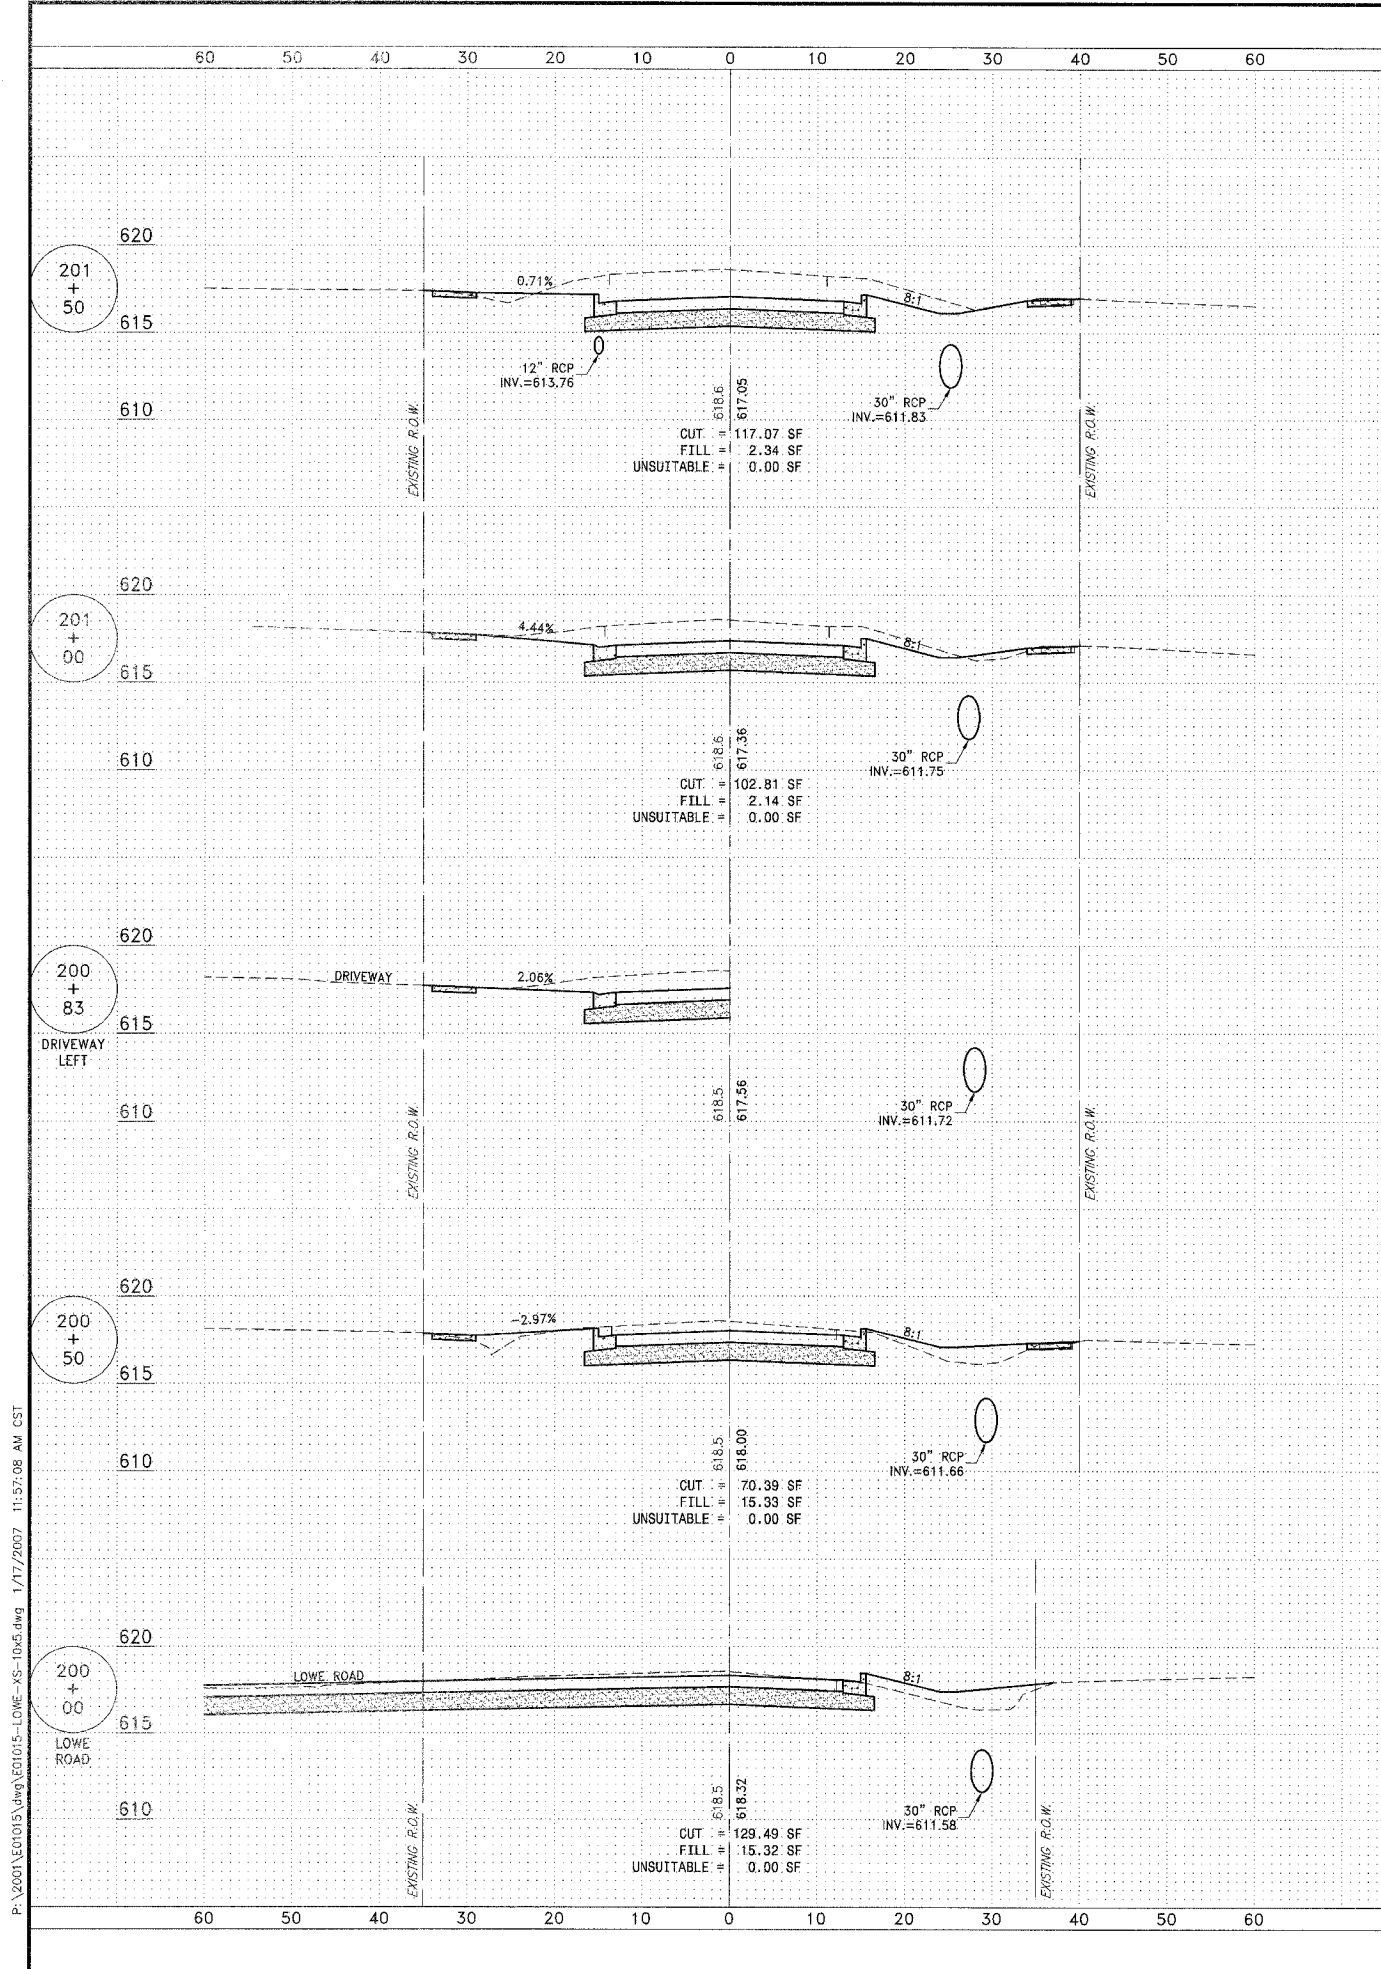 60 50 40 30 20 10 0 10 20 30 40 50 60
620
201
+
50
0.71%
8:1
615
12" RCP
INV.=613.76
30" RCP
INV.=611.83
610
618.6
617.05
EXISTING R.O.W.
EXISTING R.O.W.
CUT = 117.07 SF
FILL = 2.34 SF
UNSUITABLE = 0.00 SF
620
201
+
00
4.44%
8:1
615
30" RCP
INV.=611.75
610
618.6
617.36
CUT = 102.81 SF
FILL = 2.14 SF
UNSUITABLE = 0.00 SF
620
200
+
83
DRIVEWAY
2.06%
615
DRIVEWAY
LEFT
30" RCP
INV.=611.72
610
618.5
617.56
EXISTING R.O.W.
EXISTING R.O.W.
620
200
+
50
-2.97%
8:1
615
30" RCP
INV.=611.66
610
618.5
618.00
CUT = 70.39 SF
FILL = 15.33 SF
UNSUITABLE = 0.00 SF
620
200
+
00
LOWE ROAD
8:1
615
LOWE
ROAD
30" RCP
INV.=611.58
610
618.5
618.32
EXISTING R.O.W.
EXISTING R.O.W.
CUT = 129.49 SF
FILL = 15.32 SF
UNSUITABLE = 0.00 SF
60 50 40 30 20 10 0 10 20 30 40 50 60
P:\2001\E01015\dwg\E01015-LOWE-XS-10x5.dwg 1/17/2007 11:57:08 AM CST